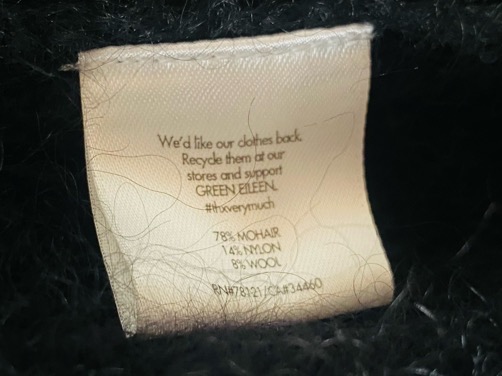 We'd like our clothes back.
Recycle them at our
stores and support
GREEN EILEEN.
#thxverymuch
78% MOHAIR
14% NYLON
8% WOOL
RN#78121/CA#34460